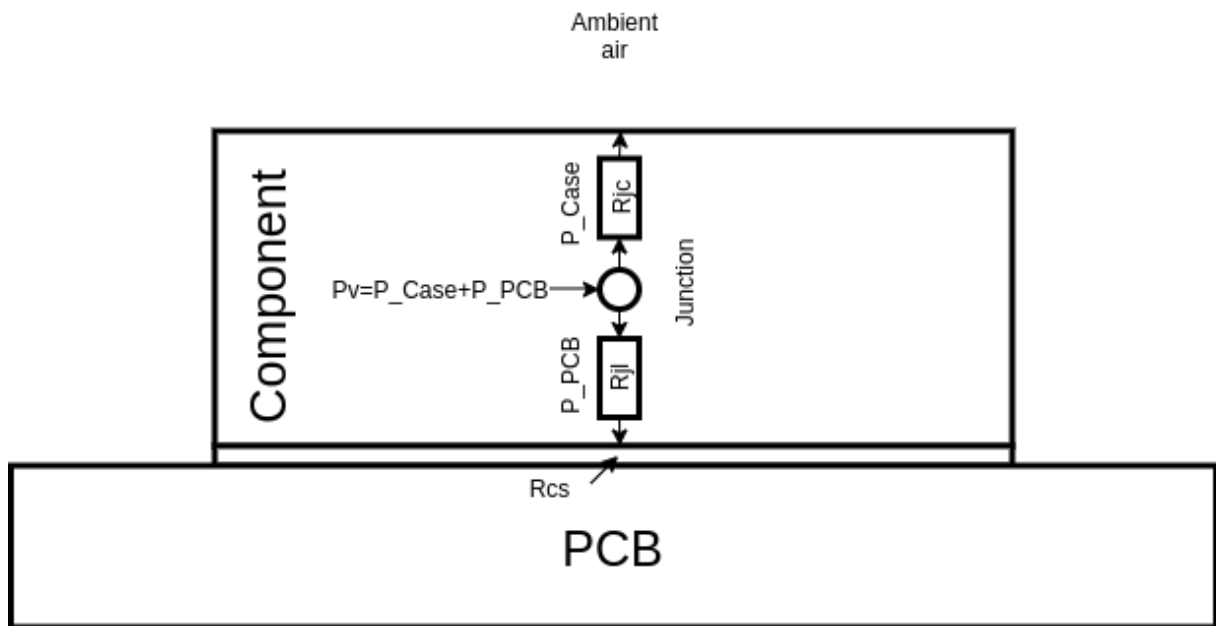 Ambient
air
Component
P_Case
Rjc
Pv=P_Case+P_PCB
Junction
P_PCB
Rjl
Rcs
PCB